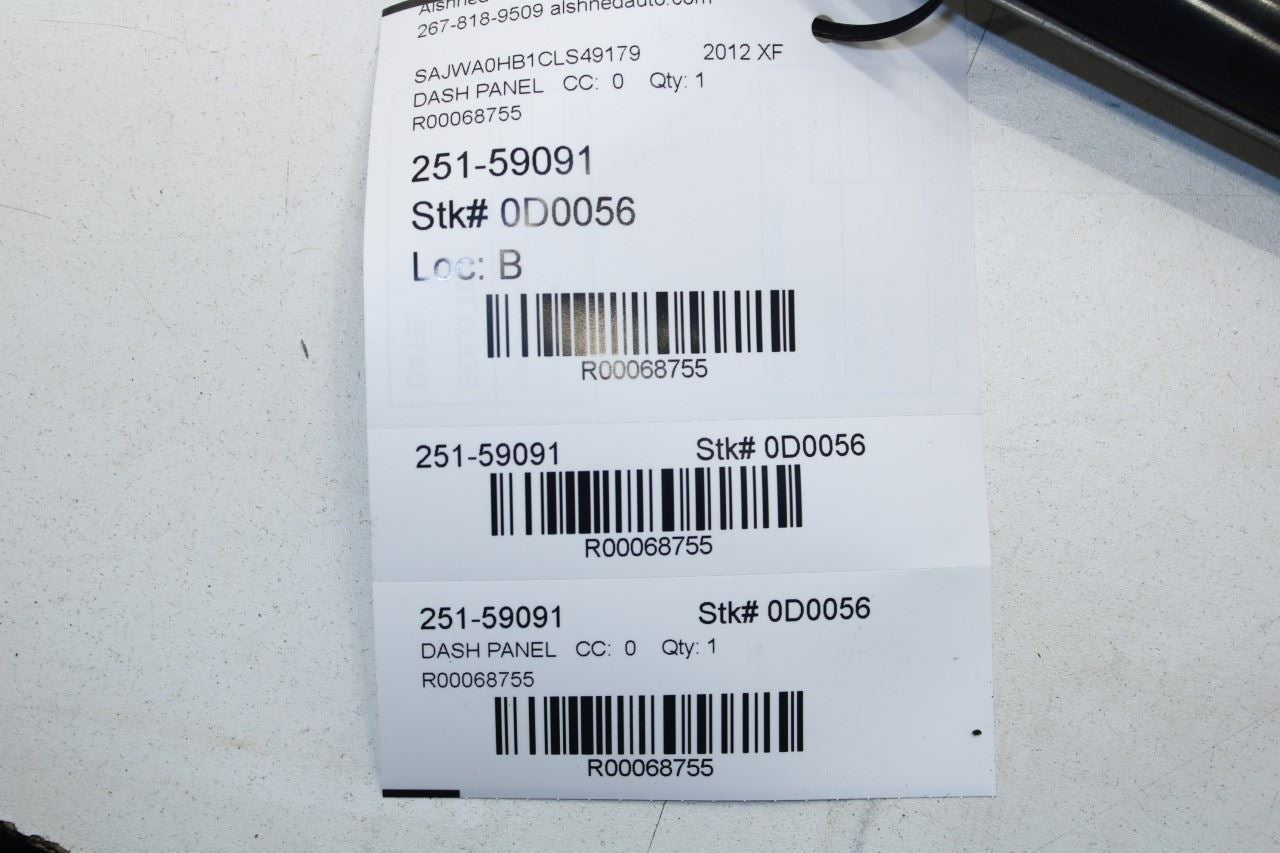 Alshned
267-818-9509 alshnedauto.com
SAJWA0HB1CLS49179 2012 XF
DASH PANEL CC: 0 Qty: 1
R00068755
251-59091
Stk# 0D0056
Loc: B
R00068755
251-59091 Stk# 0D0056
R00068755
251-59091 Stk# 0D0056
DASH PANEL CC: 0 Qty: 1
R00068755
R00068755